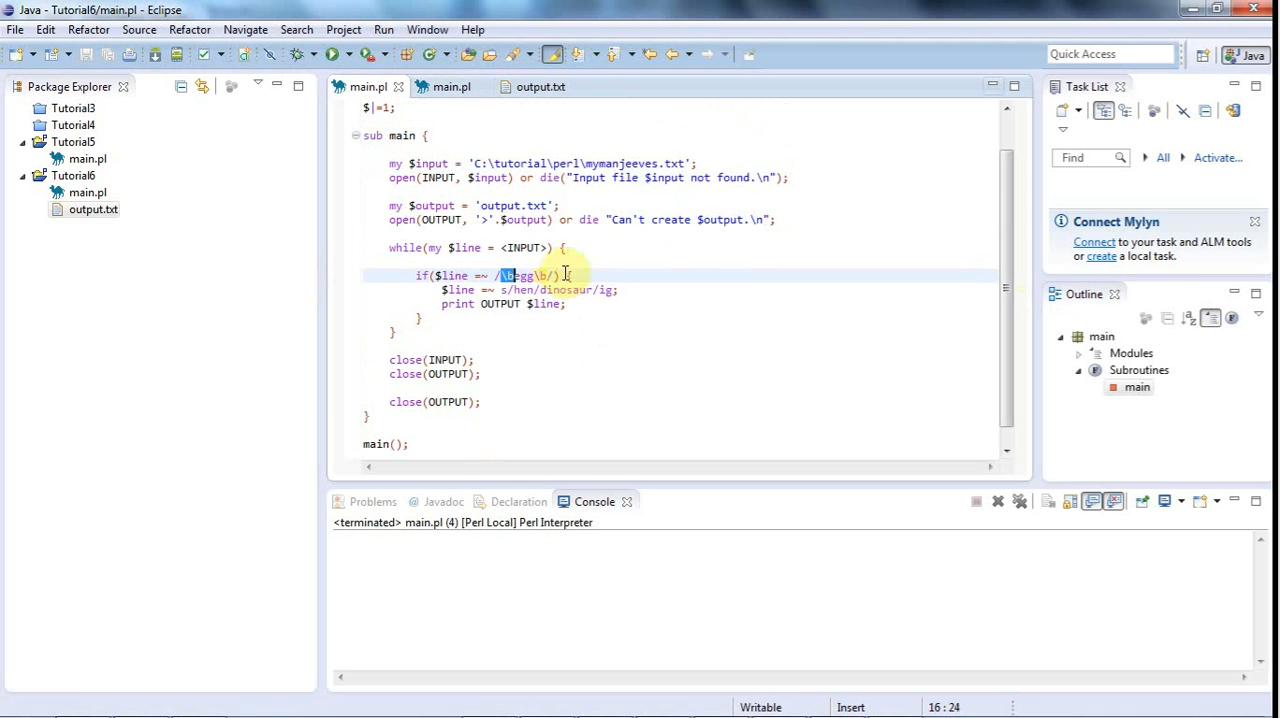 Java - Tutorial6/main.pl - Eclipse
File Edit Refactor Source Refactor Navigate Search Project Run Window Help
Quick Access
Java
Package Explorer
Tutorial3
Tutorial4
Tutorial5
main.pl
Tutorial6
main.pl
output.txt
main.pl main.pl output.txt
$|=1;
sub main {
my $input = 'C:\tutorial\perl\mymanjeeves.txt';
open(INPUT, $input) or die("Input file $input not found.\n");
my $output = 'output.txt';
open(OUTPUT, '>'.$output) or die "Can't create $output.\n";
while(my $line = <INPUT>) {
if($line =~ /\begg\b/) {
$line =~ s/hen/dinosaur/ig;
print OUTPUT $line;
}
}
close(INPUT);
close(OUTPUT);
close(OUTPUT);
}
main();
Task List
Find All Activate...
Connect Mylyn
Connect to your task and ALM tools
or create a local task.
Outline
main
Modules
Subroutines
main
Problems @ Javadoc Declaration Console
<terminated> main.pl (4) [Perl Local] Perl Interpreter
Writable Insert 16 : 24